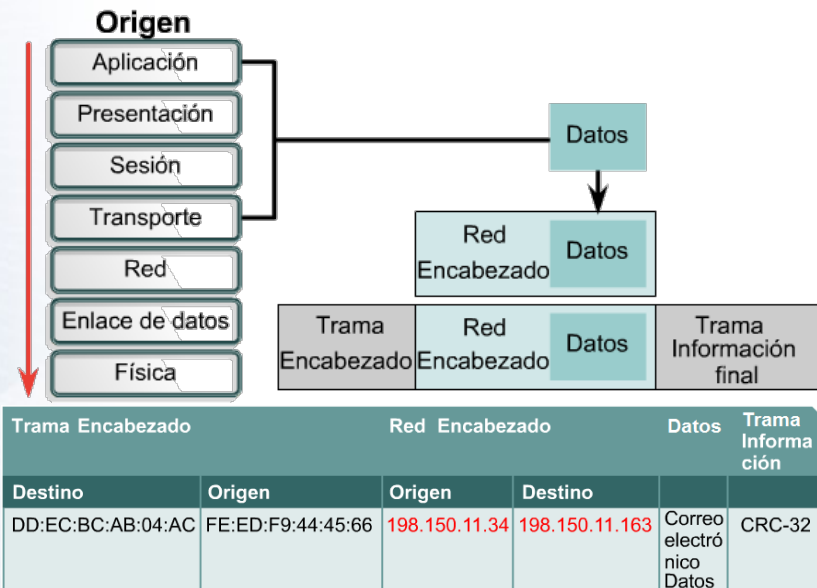 Origen
Aplicación
Presentación
Sesión
Transporte
Red
Enlace de datos
Física
Datos
Red
Encabezado
Datos
Trama
Encabezado
Red
Encabezado
Datos
Trama
Información
final
Trama Encabezado
Red Encabezado
Datos
Trama
Informa
ción
Destino
Origen
Origen
Destino
DD:EC:BC:AB:04:AC
FE:ED:F9:44:45:66
198.150.11.34
198.150.11.163
Correo
electró
nico
Datos
CRC-32